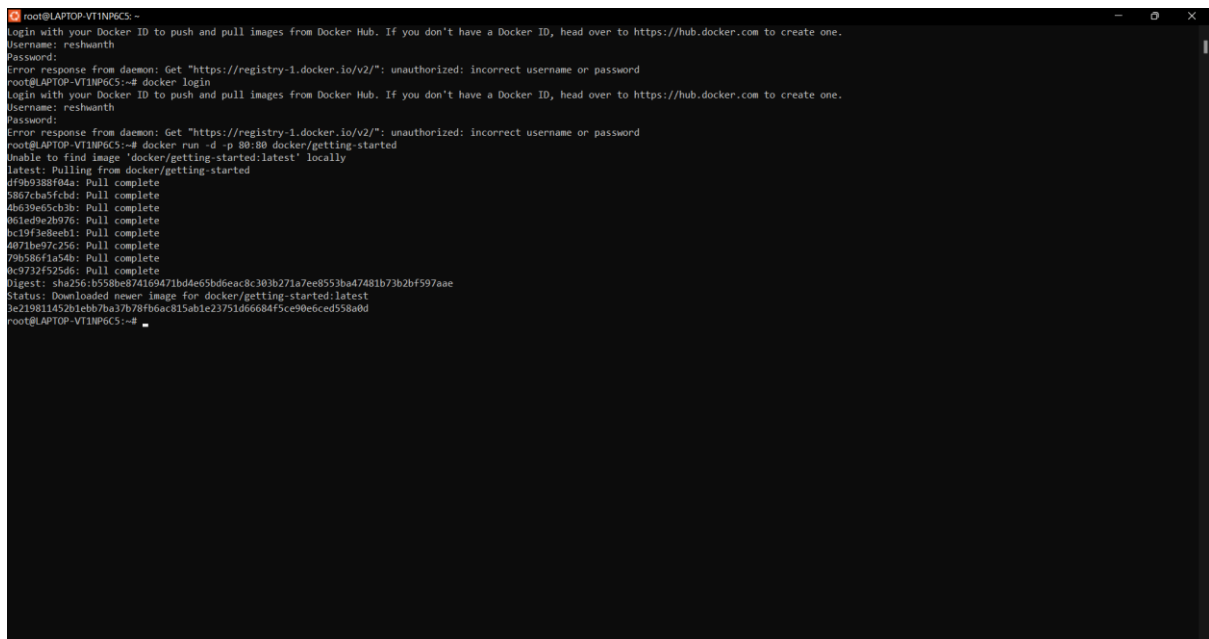 root@LAPTOP-VT1NP6C5: ~
Login with your Docker ID to push and pull images from Docker Hub. If you don't have a Docker ID, head over to https://hub.docker.com to create one.
Username: reshwanth
Password:
Error response from daemon: Get "https://registry-1.docker.io/v2/": unauthorized: incorrect username or password
root@LAPTOP-VT1NP6C5:~# docker login
Login with your Docker ID to push and pull images from Docker Hub. If you don't have a Docker ID, head over to https://hub.docker.com to create one.
Username: reshwanth
Password:
Error response from daemon: Get "https://registry-1.docker.io/v2/": unauthorized: incorrect username or password
root@LAPTOP-VT1NP6C5:~# docker run -d -p 80:80 docker/getting-started
Unable to find image 'docker/getting-started:latest' locally
latest: Pulling from docker/getting-started
df9b9388f04a: Pull complete
5867cba5fcbd: Pull complete
4b639e65cb3b: Pull complete
061ed9e2b976: Pull complete
bc19f3e8eeb1: Pull complete
4071be97c256: Pull complete
79b586f1a54b: Pull complete
0c9732f525d6: Pull complete
Digest: sha256:b558be874169471bd4e65bd6eac8c303b271a7ee8553ba47481b73b2bf597aae
Status: Downloaded newer image for docker/getting-started:latest
3e219811452b1ebb7ba37b78fb6ac815ab1e23751d66684f5ce90e6ced558a0d
root@LAPTOP-VT1NP6C5:~#